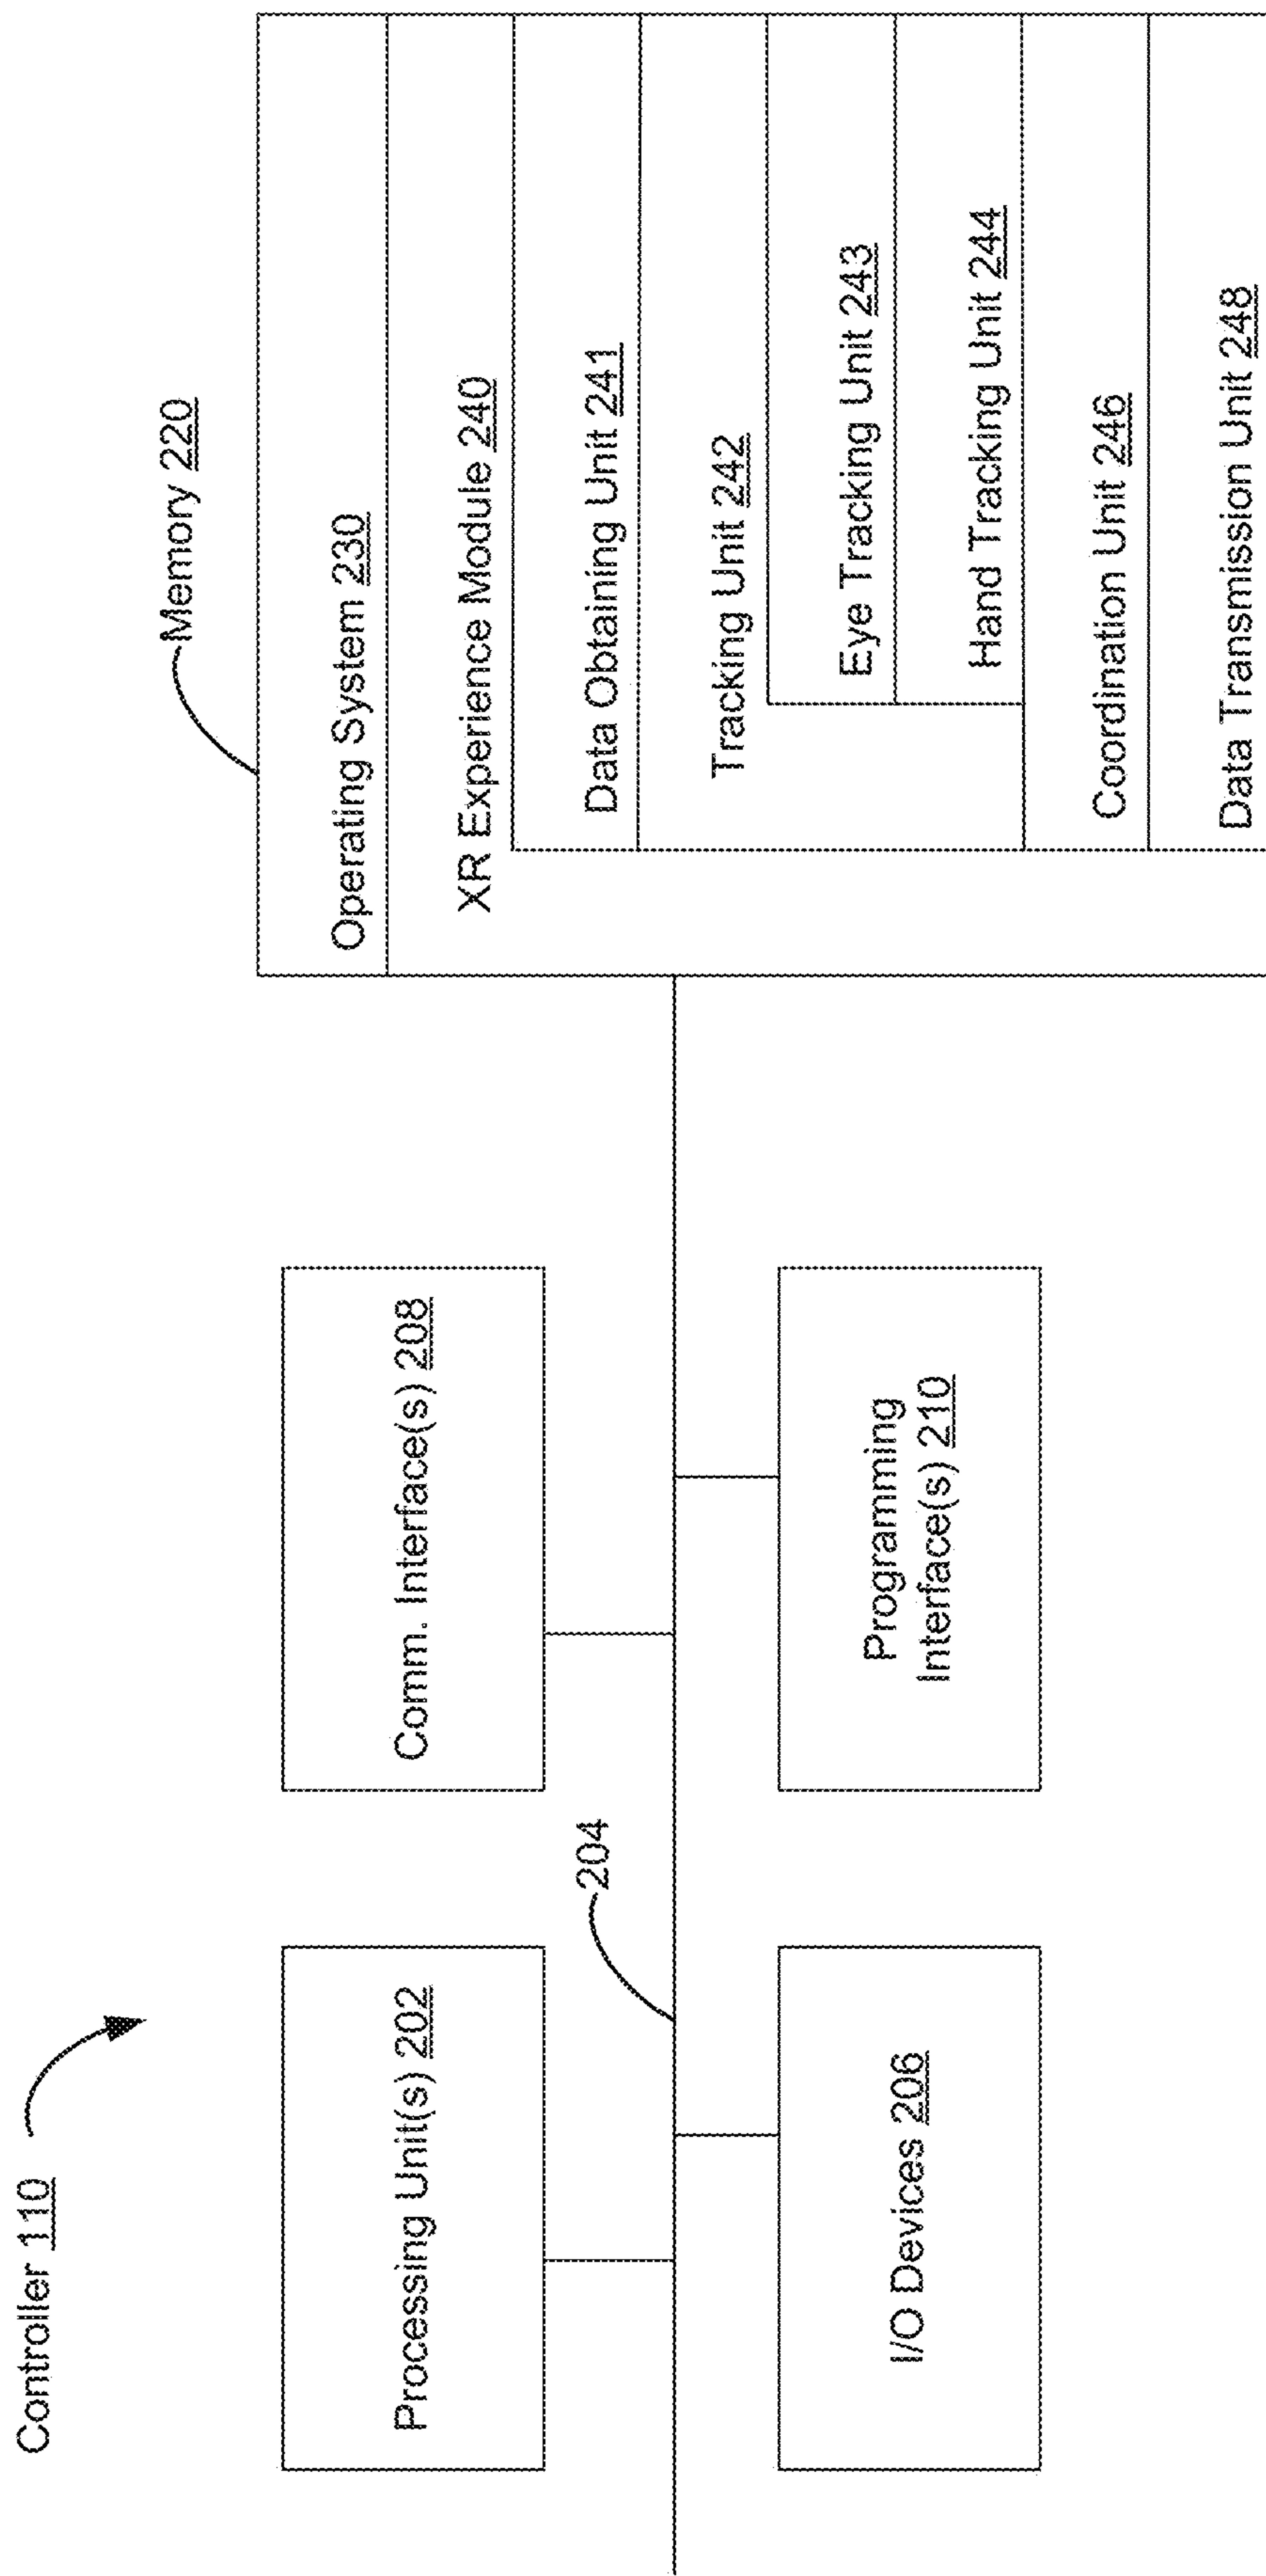 Controller 110
Memory 220
Processing Unit(s) 202
Comm. Interface(s) 208
204
I/O Devices 206
Programming
Interface(s) 210
Operating System 230
XR Experience Module 240
Data Obtaining Unit 241
Tracking Unit 242
Eye Tracking Unit 243
Hand Tracking Unit 244
Coordination Unit 246
Data Transmission Unit 248